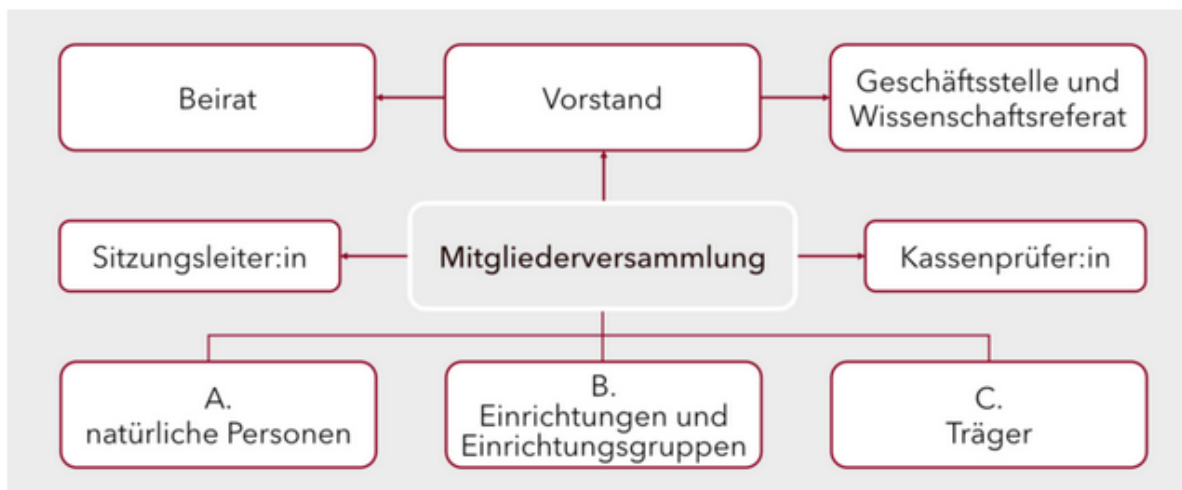 Beirat
Vorstand
Geschäftsstelle und
Wissenschaftsreferat
Sitzungsleiter:in
Mitgliederversammlung
Kassenprüfer:in
A.
natürliche Personen
B.
Einrichtungen und
Einrichtungsgruppen
C.
Träger